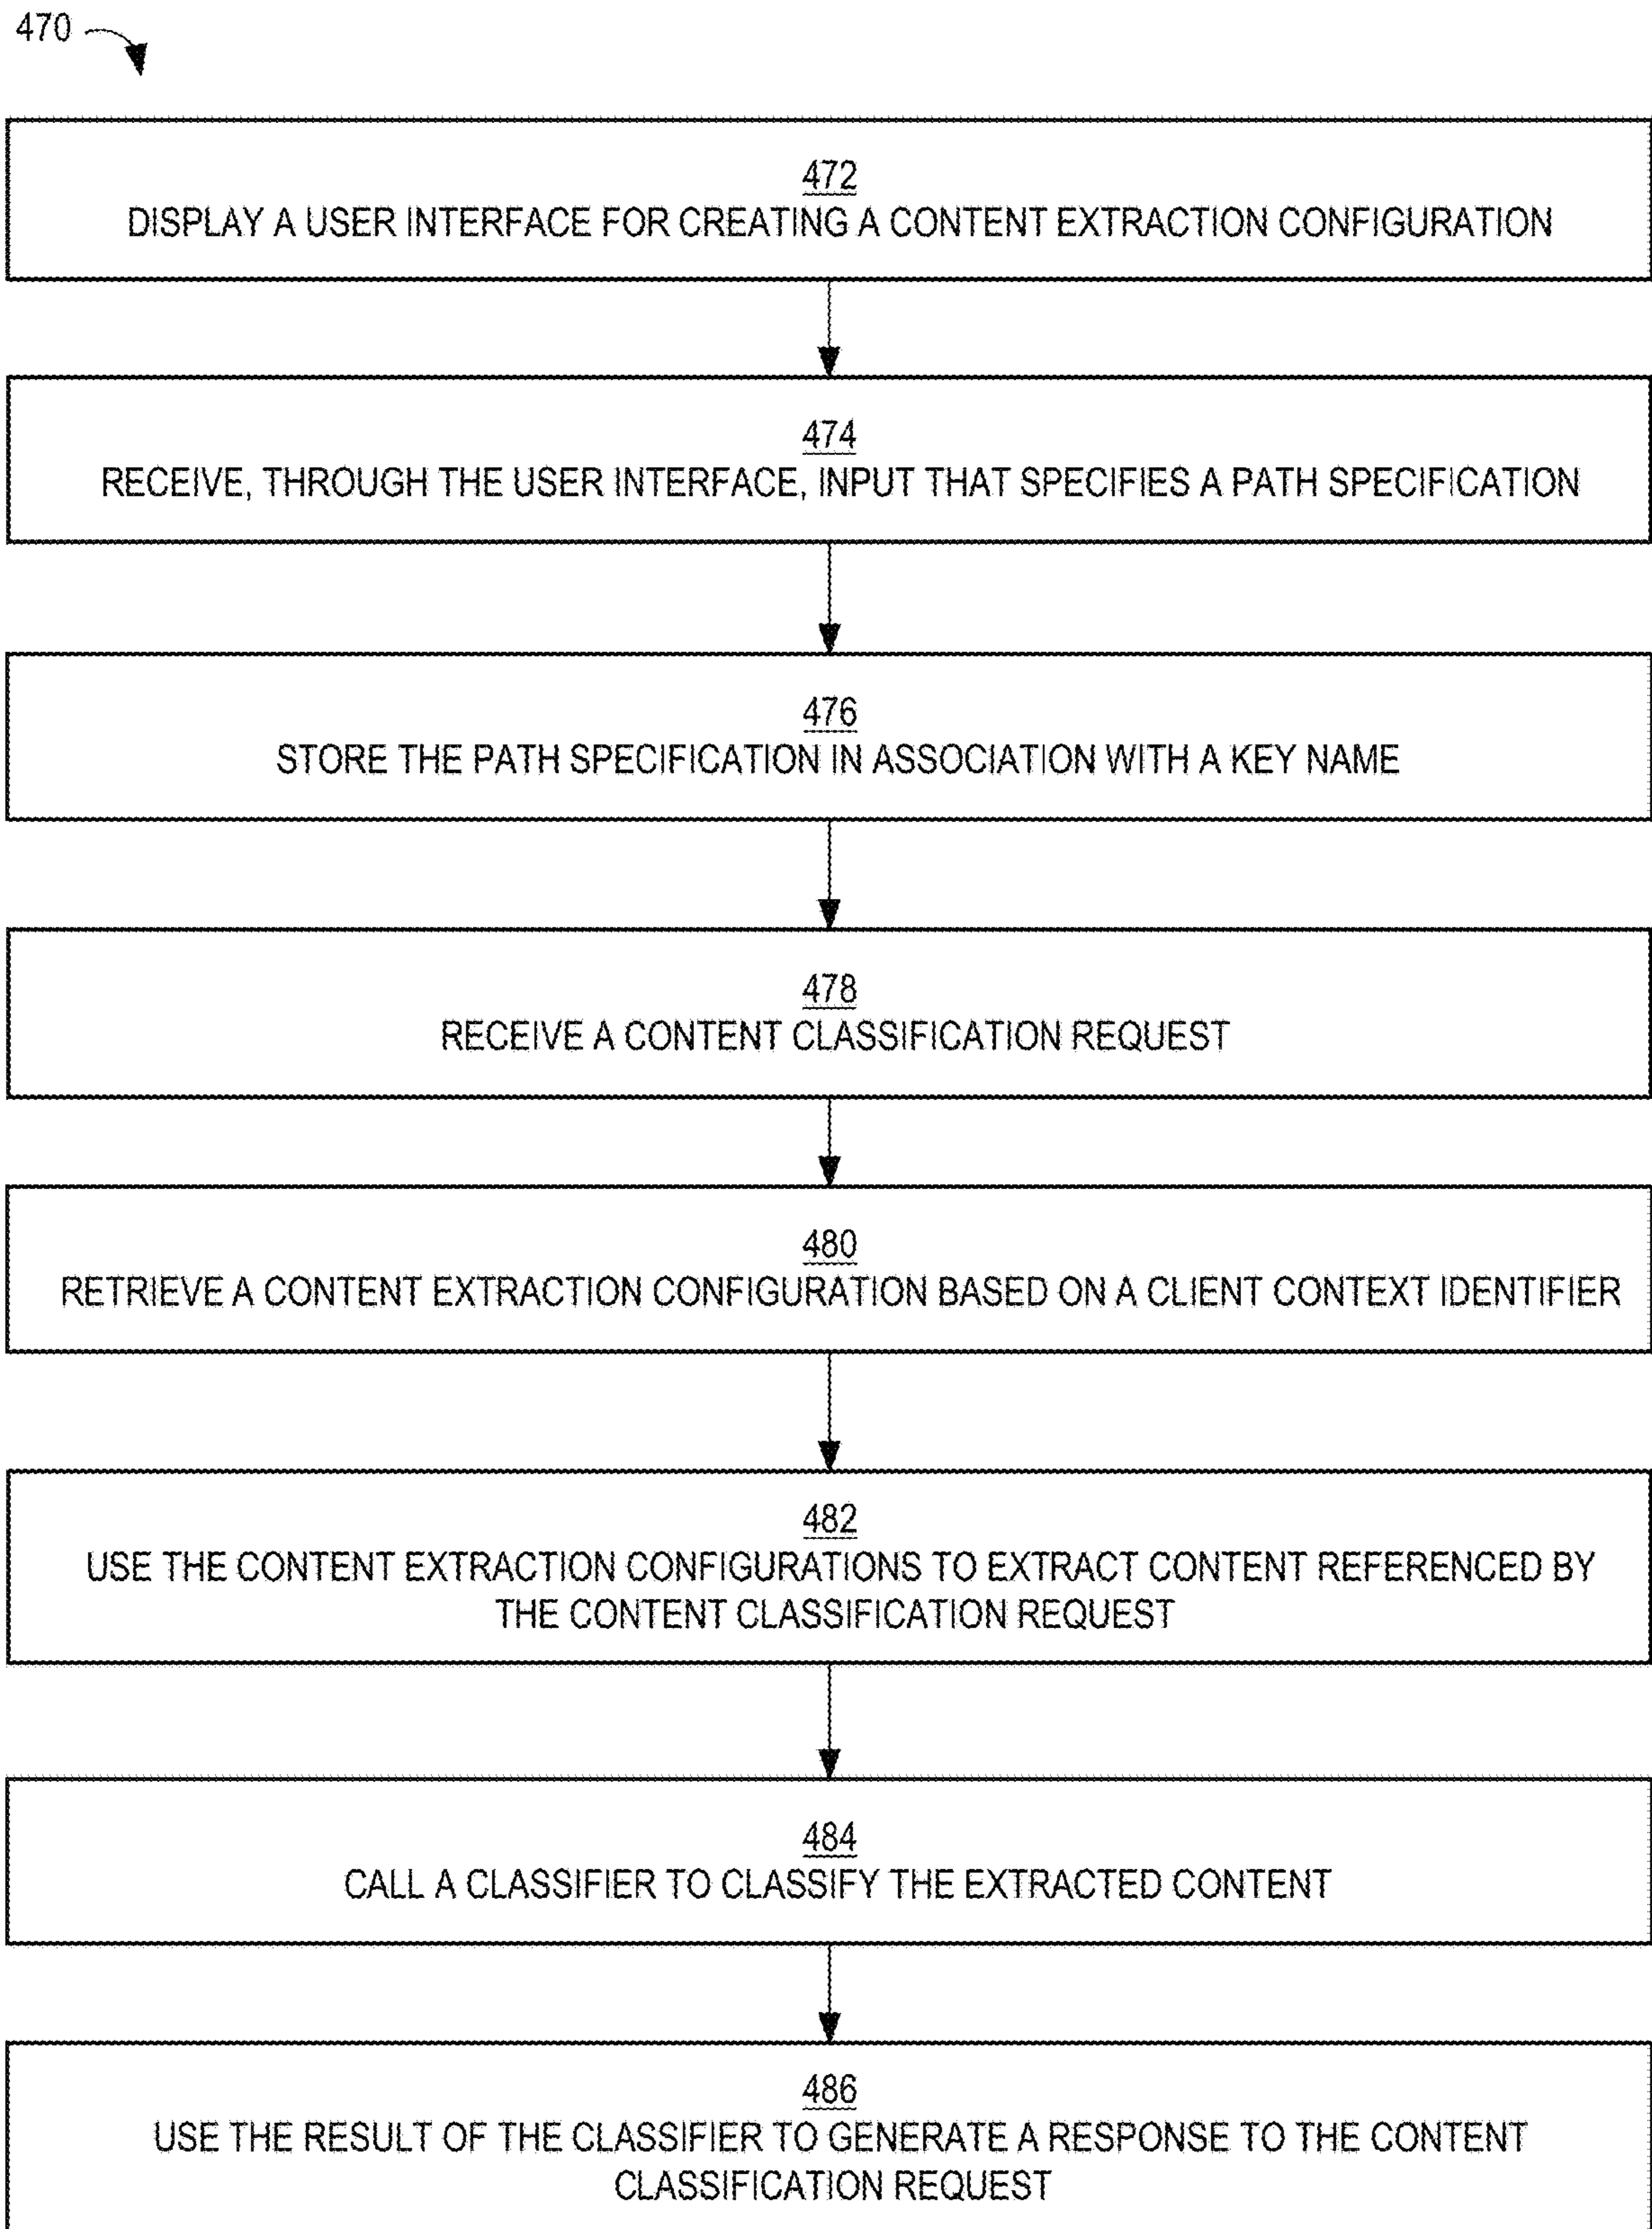 470
472
DISPLAY A USER INTERFACE FOR CREATING A CONTENT EXTRACTION CONFIGURATION
474
RECEIVE, THROUGH THE USER INTERFACE, INPUT THAT SPECIFIES A PATH SPECIFICATION
476
STORE THE PATH SPECIFICATION IN ASSOCIATION WITH A KEY NAME
478
RECEIVE A CONTENT CLASSIFICATION REQUEST
480
RETRIEVE A CONTENT EXTRACTION CONFIGURATION BASED ON A CLIENT CONTEXT IDENTIFIER
482
USE THE CONTENT EXTRACTION CONFIGURATIONS TO EXTRACT CONTENT REFERENCED BY
THE CONTENT CLASSIFICATION REQUEST
484
CALL A CLASSIFIER TO CLASSIFY THE EXTRACTED CONTENT
486
USE THE RESULT OF THE CLASSIFIER TO GENERATE A RESPONSE TO THE CONTENT
CLASSIFICATION REQUEST